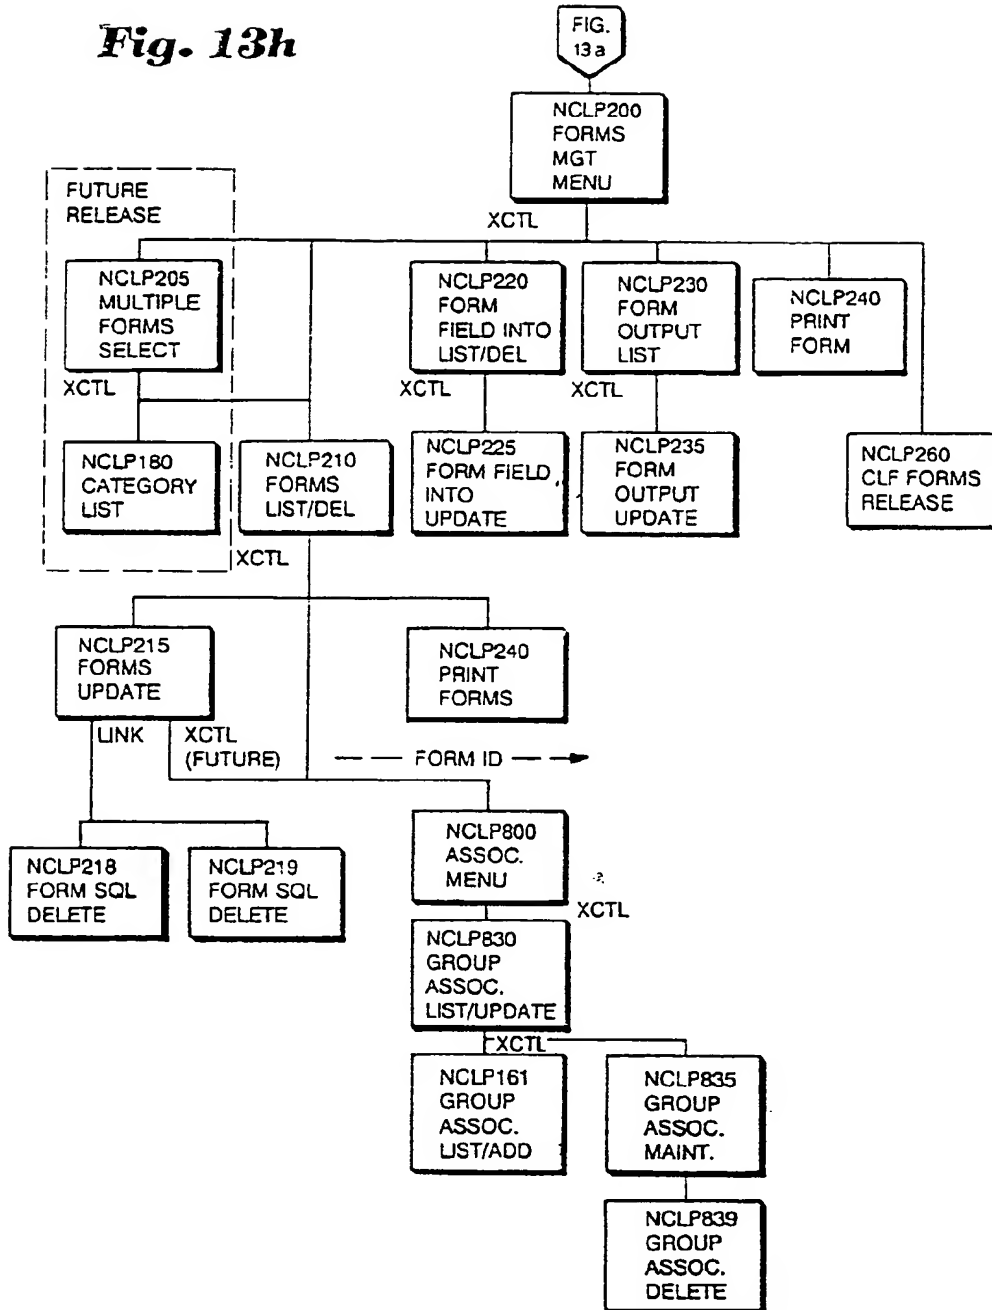 Fig. 13h
FIG.
13a
NCLP200
FORMS
MGT
MENU
XCTL
FUTURE
RELEASE
NCLP205
MULTIPLE
FORMS
SELECT
NCLP220
FORM
FIELD INTO
LIST/DEL
NCLP230
FORM
OUTPUT
LIST
NCLP240
PRINT
FORM
XCTL
XCTL
XCTL
NCLP180
CATEGORY
LIST
NCLP210
FORMS
LIST/DEL
NCLP225
FORM FIELD
INTO
UPDATE
NCLP235
FORM
OUTPUT
UPDATE
NCLP260
CLF FORMS
RELEASE
XCTL
NCLP215
FORMS
UPDATE
NCLP240
PRINT
FORMS
LINK
XCTL
(FUTURE)
FORM ID
NCLP218
FORM SQL
DELETE
NCLP219
FORM SQL
DELETE
NCLP800
ASSOC.
MENU
XCTL
NCLP830
GROUP
ASSOC.
LIST/UPDATE
XCTL
NCLP161
GROUP
ASSOC.
LIST/ADD
NCLP835
GROUP
ASSOC.
MAINT.
NCLP839
GROUP
ASSOC.
DELETE